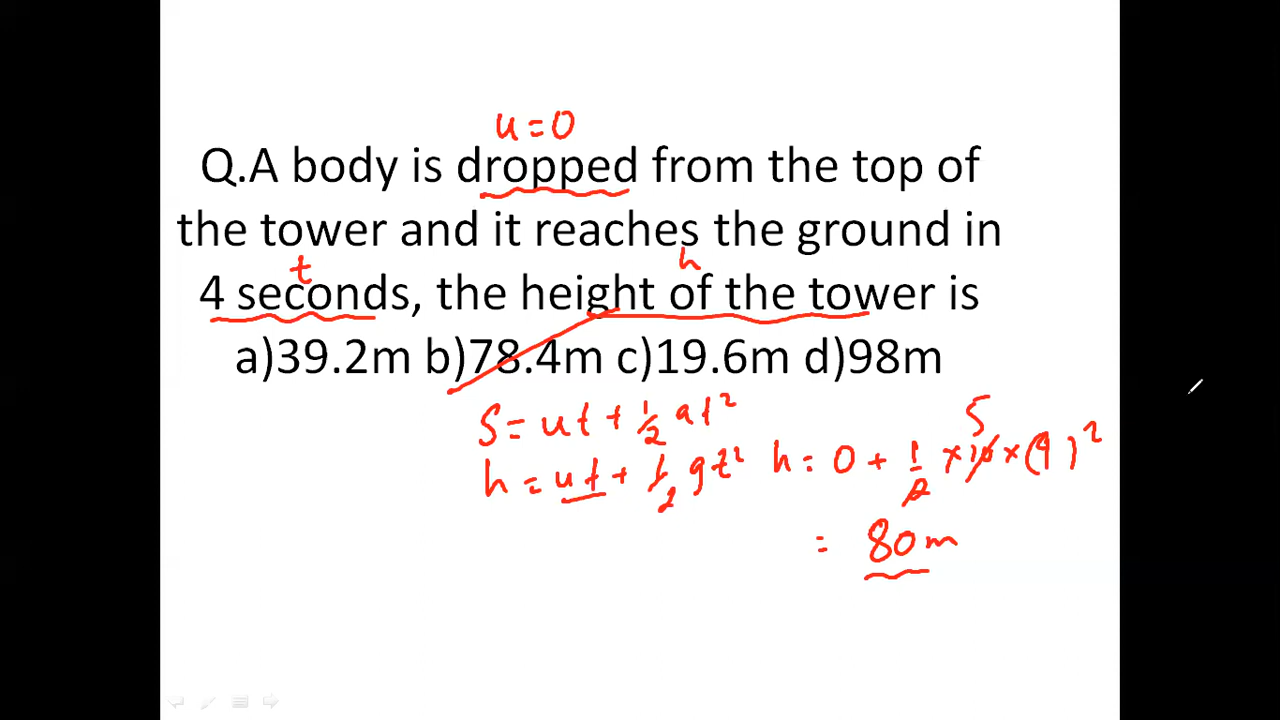 u = 0
Q.A body is dropped from the top of
the tower and it reaches the ground in
t
h
4 seconds, the height of the tower is
a)39.2m b)78.4m c)19.6m d)98m
S = ut + 1/2 at²
5
h = ut + 1/2 gt² h = 0 + 1/2 × 10 × (4)²
= 80m